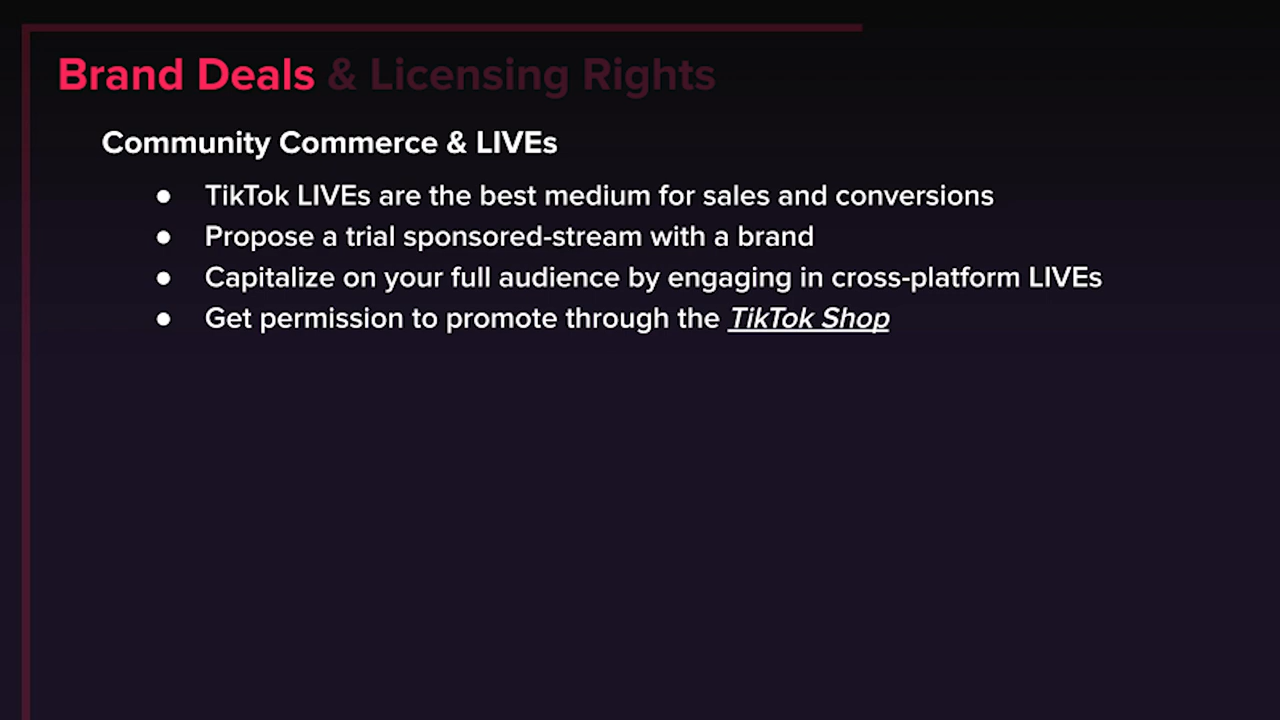 Brand Deals & Licensing Rights
Community Commerce & LIVEs
● TikTok LIVEs are the best medium for sales and conversions
● Propose a trial sponsored-stream with a brand
● Capitalize on your full audience by engaging in cross-platform LIVEs
● Get permission to promote through the TikTok Shop